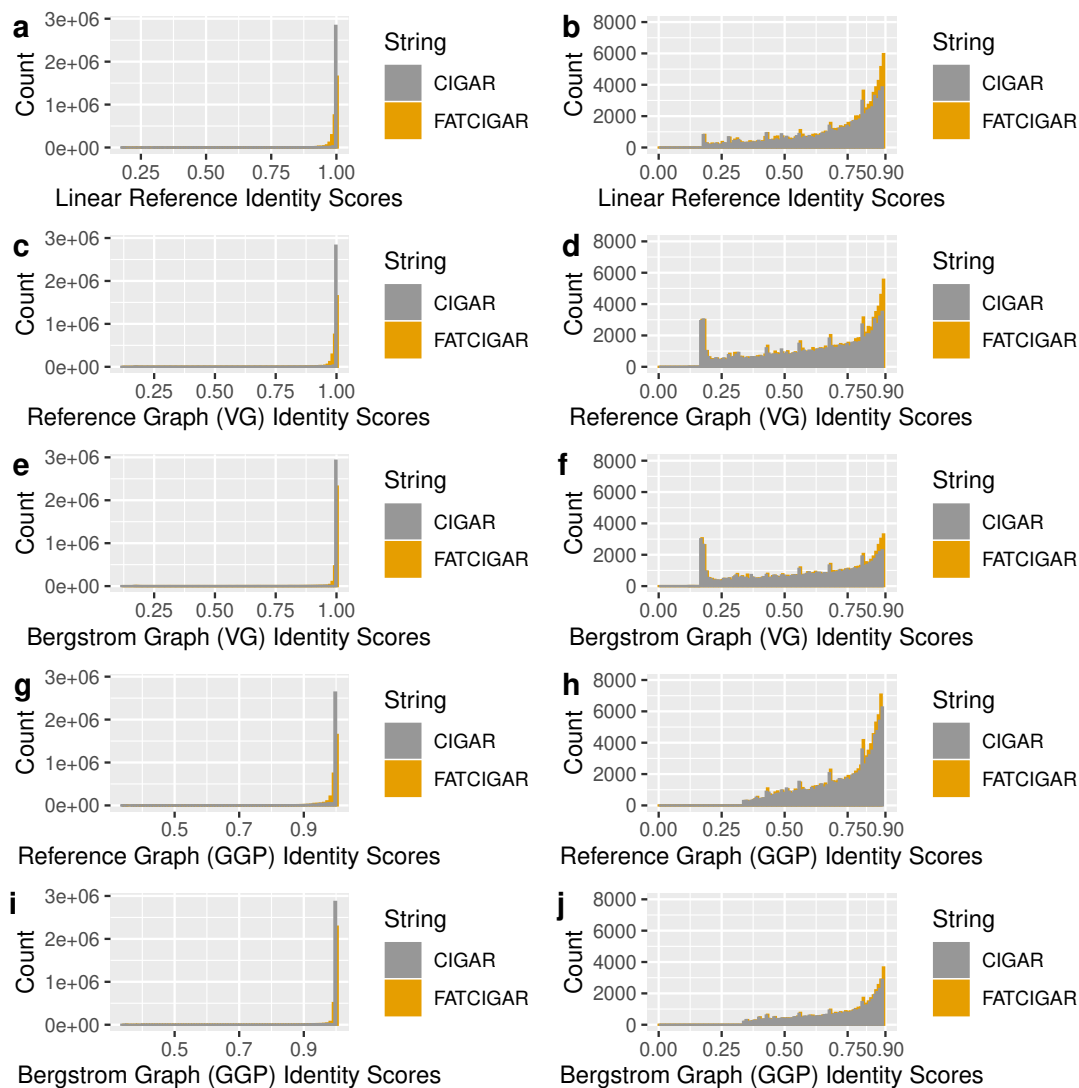 a
3e+06
2e+06
1e+06
0e+00
Count
0.25 0.50 0.75 1.00
Linear Reference Identity Scores
String
CIGAR
FATCIGAR
b
8000
6000
4000
2000
0
Count
0.00 0.25 0.50 0.75 0.90
Linear Reference Identity Scores
String
CIGAR
FATCIGAR
c
3e+06
2e+06
1e+06
0e+00
Count
0.25 0.50 0.75 1.00
Reference Graph (VG) Identity Scores
String
CIGAR
FATCIGAR
d
8000
6000
4000
2000
0
Count
0.00 0.25 0.50 0.75 0.90
Reference Graph (VG) Identity Scores
String
CIGAR
FATCIGAR
e
3e+06
2e+06
1e+06
0e+00
Count
0.25 0.50 0.75 1.00
Bergstrom Graph (VG) Identity Scores
String
CIGAR
FATCIGAR
f
8000
6000
4000
2000
0
Count
0.00 0.25 0.50 0.75 0.90
Bergstrom Graph (VG) Identity Scores
String
CIGAR
FATCIGAR
g
3e+06
2e+06
1e+06
0e+00
Count
0.5 0.7 0.9
Reference Graph (GGP) Identity Scores
String
CIGAR
FATCIGAR
h
8000
6000
4000
2000
0
Count
0.00 0.25 0.50 0.75 0.90
Reference Graph (GGP) Identity Scores
String
CIGAR
FATCIGAR
i
3e+06
2e+06
1e+06
0e+00
Count
0.5 0.7 0.9
Bergstrom Graph (GGP) Identity Scores
String
CIGAR
FATCIGAR
j
8000
6000
4000
2000
0
Count
0.00 0.25 0.50 0.75 0.90
Bergstrom Graph (GGP) Identity Scores
String
CIGAR
FATCIGAR